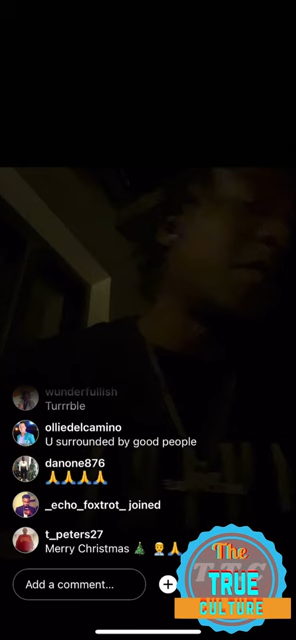 wunderfullish
Turrrble
olliedelcamino
U surrounded by good people
danone876
🙏🙏🙏🙏
_echo_foxtrot_ joined
t_peters27
Merry Christmas 🎄 🤶 🙏
Add a comment...
The
TRUE
CULTURE